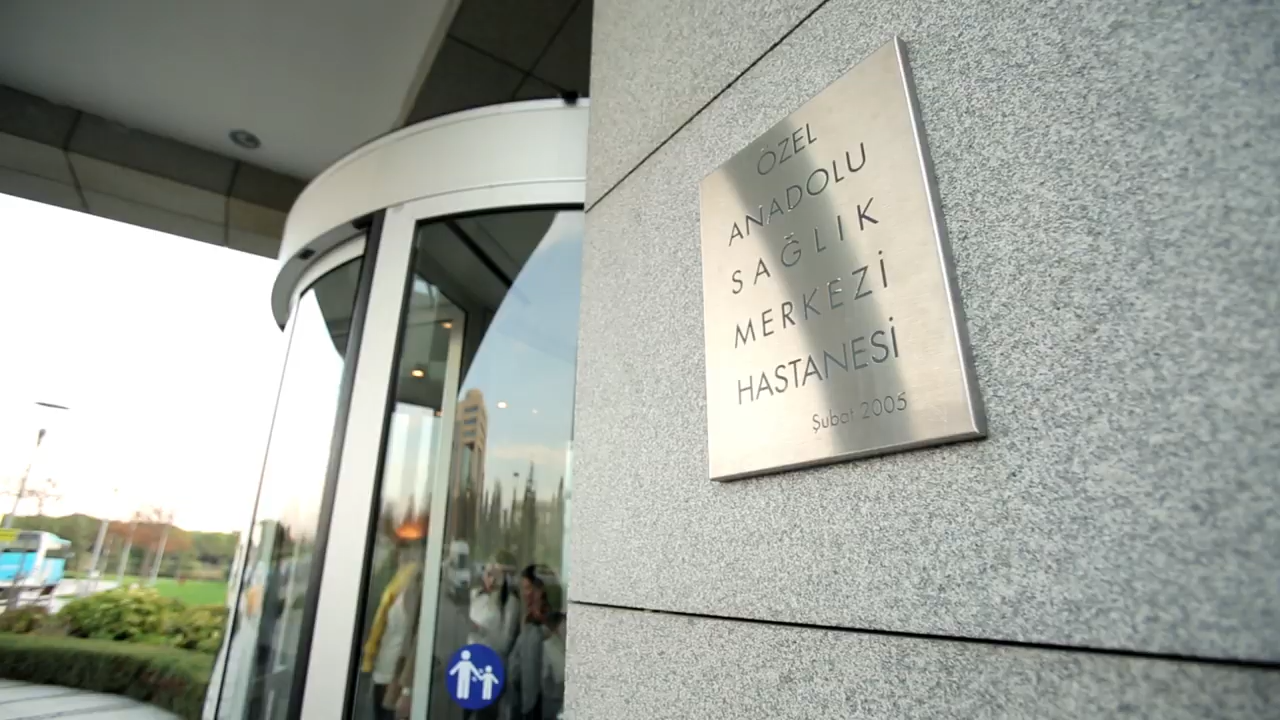 ÖZEL
ANADOLU
SAĞLIK
MERKEZİ
HASTANESİ
Şubat 2005